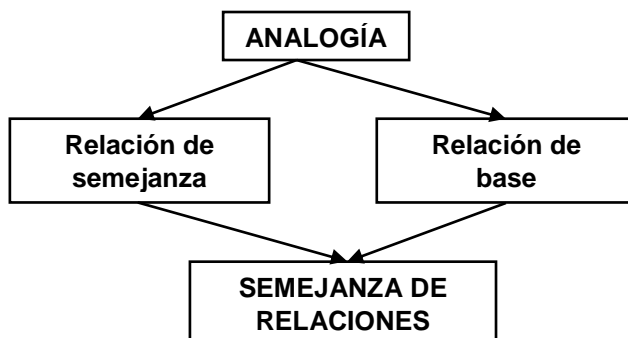 ANALOGÍA
Relación de
semejanza
Relación de
base
SEMEJANZA DE
RELACIONES